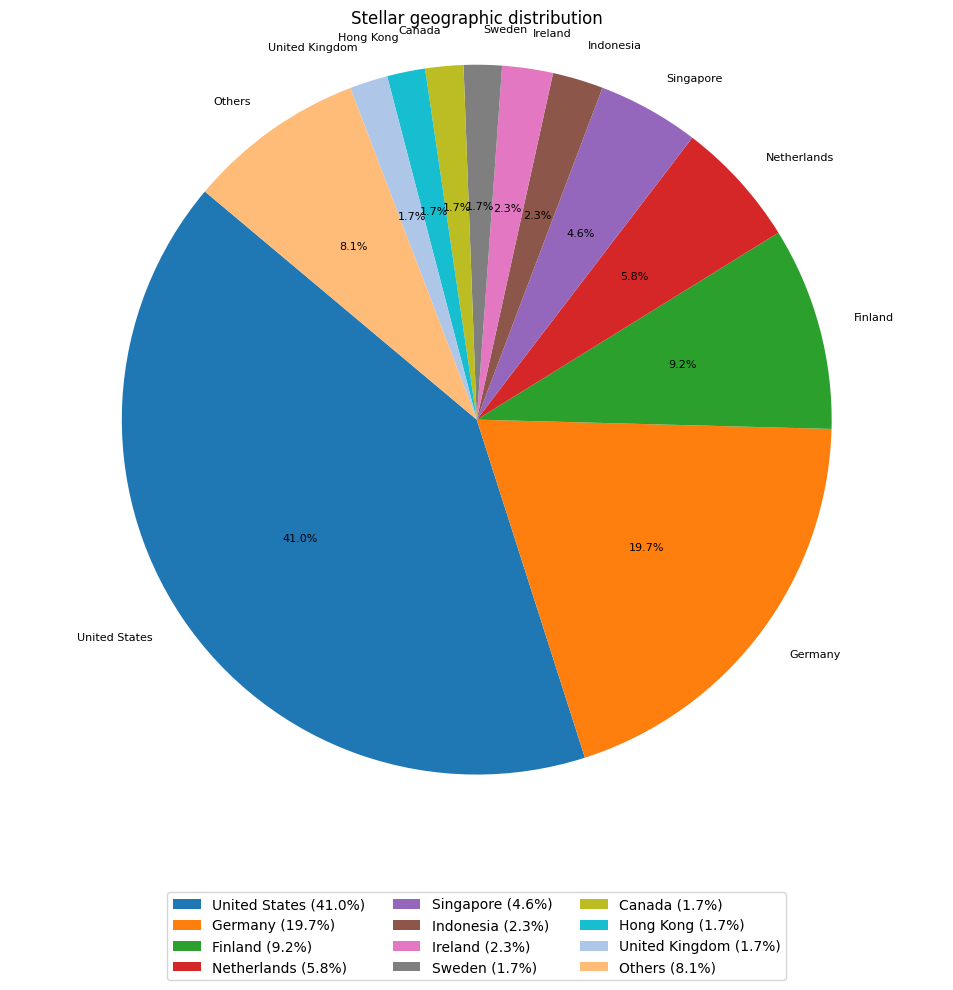 Stellar geographic distribution
Sweden
Canada
Ireland
Hong Kong
Indonesia
United Kingdom
Singapore
Others
Netherlands
1.7%
1.7%
1.7%
1.7%
2.3%
2.3%
4.6%
8.1%
5.8%
Finland
9.2%
41.0%
19.7%
United States
Germany
United States (41.0%)
Germany (19.7%)
Finland (9.2%)
Netherlands (5.8%)
Singapore (4.6%)
Indonesia (2.3%)
Ireland (2.3%)
Sweden (1.7%)
Canada (1.7%)
Hong Kong (1.7%)
United Kingdom (1.7%)
Others (8.1%)